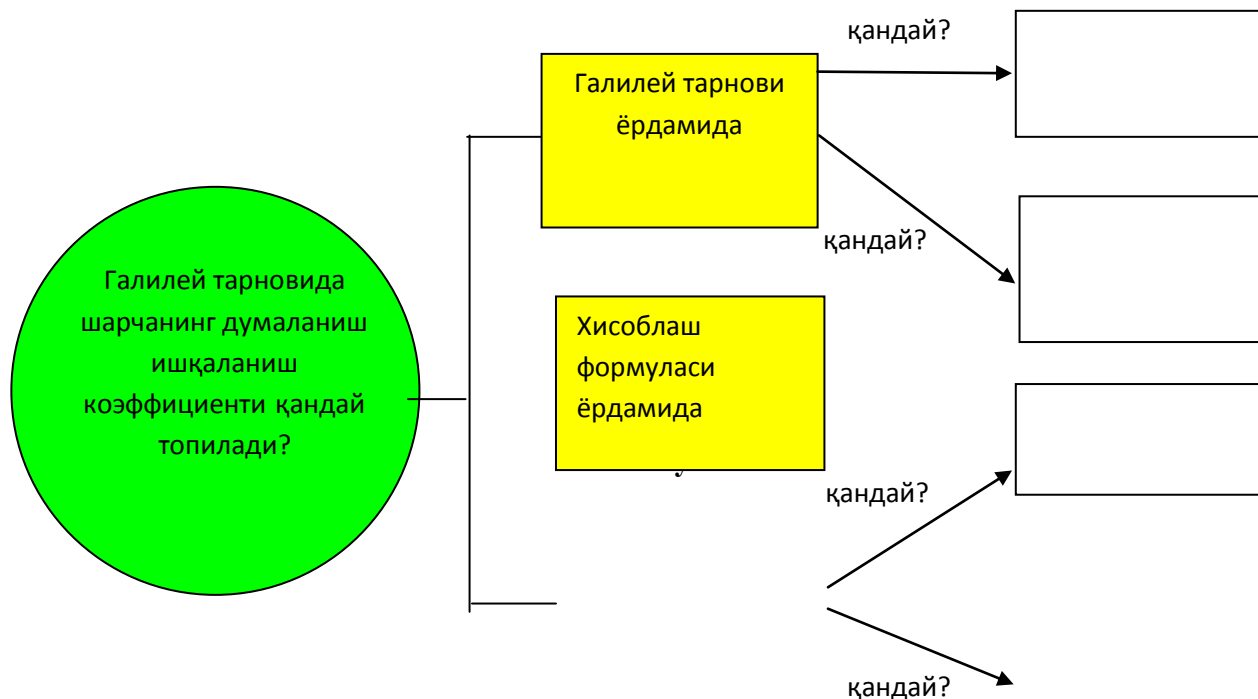 Галилей тарновида
шарчанинг думаланиш
ишқаланиш
коэффициенти қандай
топилади?
Галилей тарнови
ёрдамида
қандай?
қандай?
Хисоблаш
формуласи
ёрдамида
қандай?
қандай?